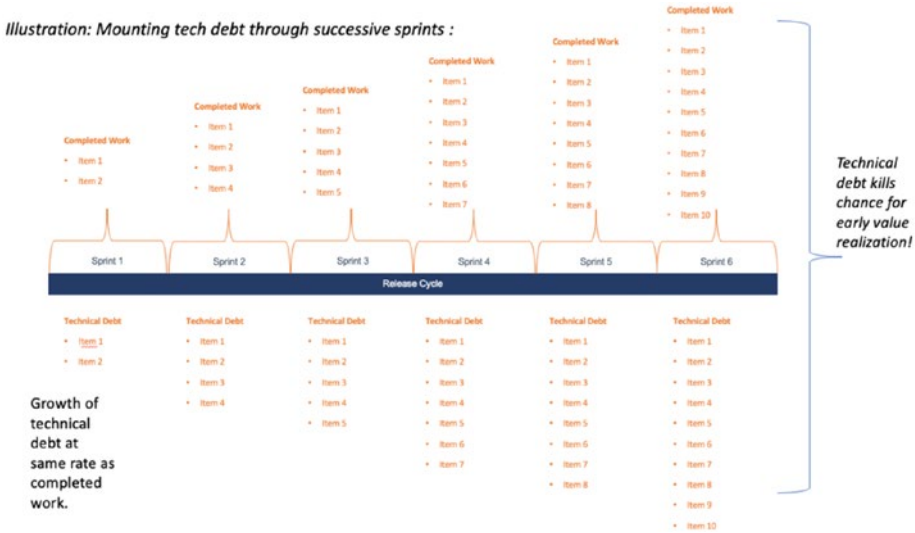 Illustration: Mounting tech debt through successive sprints :
Completed Work
• Item 1
• Item 2
Completed Work
• Item 1
• Item 2
• Item 3
• Item 4
Completed Work
• Item 1
• Item 2
• Item 3
• Item 4
• Item 5
Completed Work
• Item 1
• Item 2
• Item 3
• Item 4
• Item 5
• Item 6
• Item 7
Completed Work
• Item 1
• Item 2
• Item 3
• Item 4
• Item 5
• Item 6
• Item 7
• Item 8
Completed Work
• Item 1
• Item 2
• Item 3
• Item 4
• Item 5
• Item 6
• Item 7
• Item 8
• Item 9
• Item 10
Technical
debt kills
chance for
early value
realization!
Sprint 1
Sprint 2
Sprint 3
Sprint 4
Sprint 5
Sprint 6
Release Cycle
Technical Debt
• Item 1
• Item 2
Technical Debt
• Item 1
• Item 2
• Item 3
• Item 4
Technical Debt
• Item 1
• Item 2
• Item 3
• Item 4
• Item 5
Technical Debt
• Item 1
• Item 2
• Item 3
• Item 4
• Item 5
• Item 6
• Item 7
Technical Debt
• Item 1
• Item 2
• Item 3
• Item 4
• Item 5
• Item 6
• Item 7
• Item 8
Technical Debt
• Item 1
• Item 2
• Item 3
• Item 4
• Item 5
• Item 6
• Item 7
• Item 8
• Item 9
• Item 10
Growth of
technical
debt at
same rate as
completed
work.